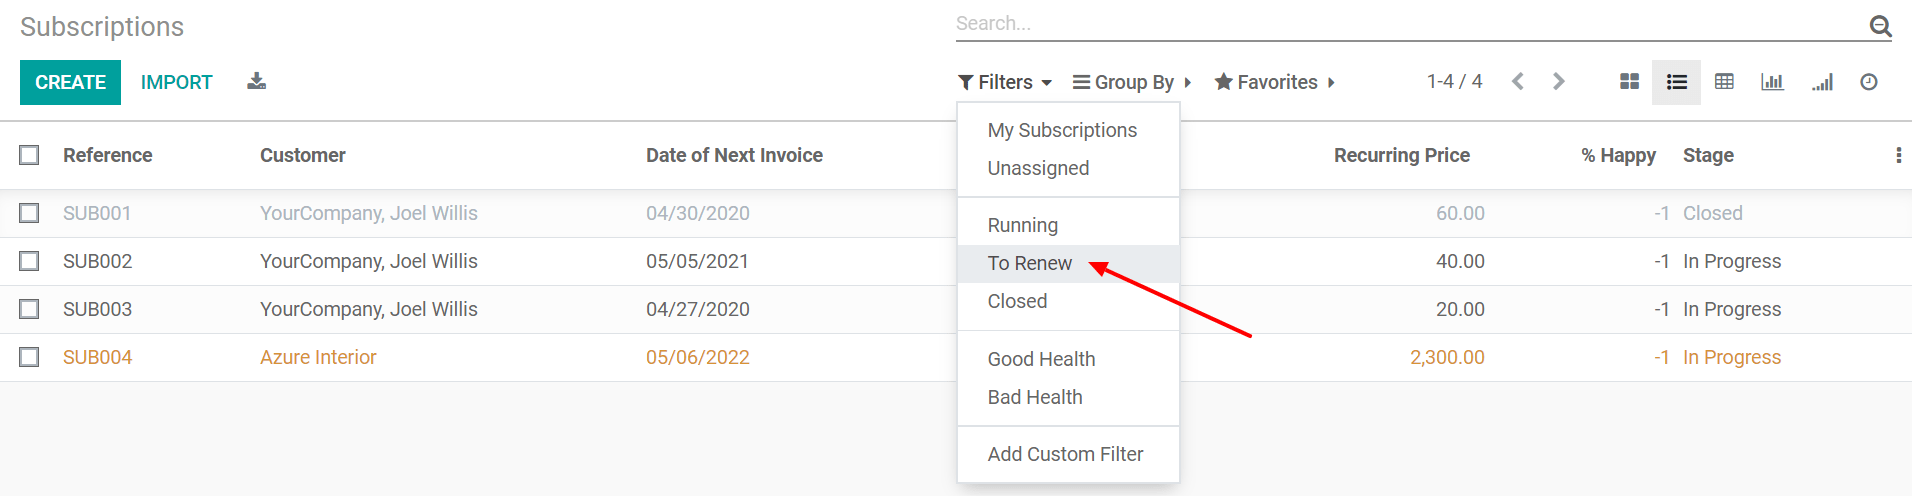 Subscriptions
Search...
CREATE IMPORT
Filters Group By Favorites 1-4 / 4
My Subscriptions
Unassigned
Running
To Renew
Closed
Good Health
Bad Health
Add Custom Filter
Reference Customer Date of Next Invoice Recurring Price % Happy Stage
SUB001 YourCompany, Joel Willis 04/30/2020 60.00 -1 Closed
SUB002 YourCompany, Joel Willis 05/05/2021 40.00 -1 In Progress
SUB003 YourCompany, Joel Willis 04/27/2020 20.00 -1 In Progress
SUB004 Azure Interior 05/06/2022 2,300.00 -1 In Progress